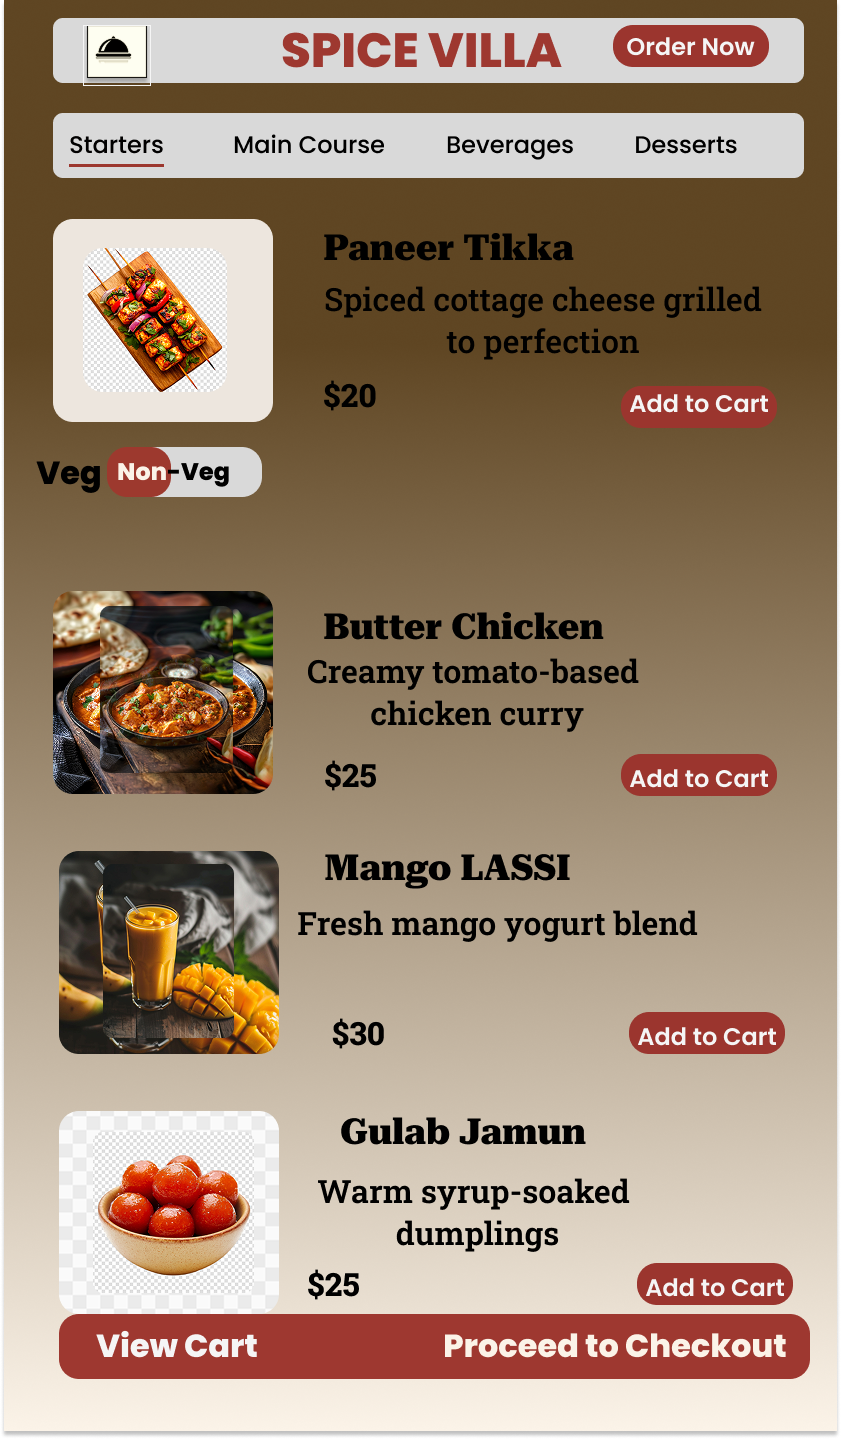 SPICE VILLA
Order Now
Starters Main Course Beverages Desserts
Paneer Tikka
Spiced cottage cheese grilled
to perfection
$20
Add to Cart
Veg Non-Veg
Butter Chicken
Creamy tomato-based
chicken curry
$25
Add to Cart
Mango LASSI
Fresh mango yogurt blend
$30
Add to Cart
Gulab Jamun
Warm syrup-soaked
dumplings
$25
Add to Cart
View Cart Proceed to Checkout